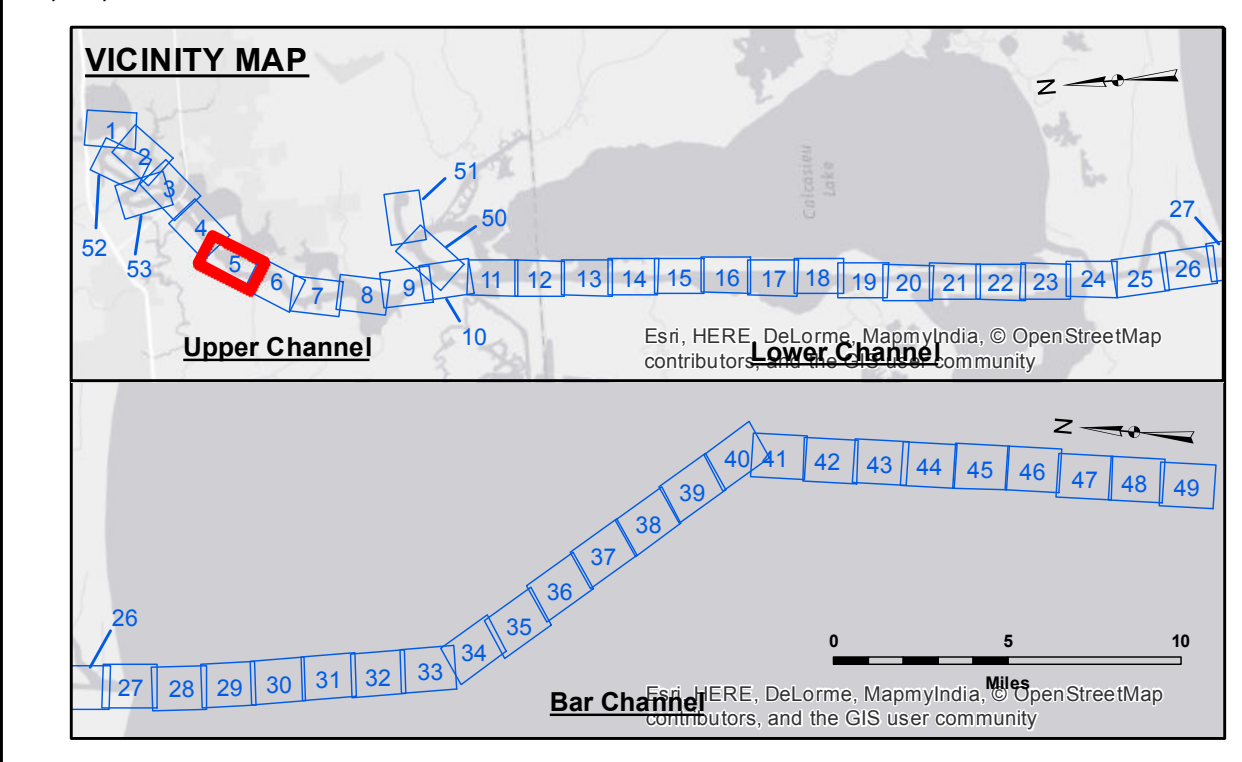 VICINITY MAP
N
1
2
3
4
5
6
7
8
9
10
11 12 13 14 15 16 17 18 19 20 21 22 23 24 25 26
27
50
51
52
53
Calcasieu
Lake
Upper Channel
Lower Channel
Esri, HERE, DeLorme, MapmyIndia, © OpenStreetMap
contributors, and the GIS user community
N
26
27 28 29 30 31 32 33 34 35 36 37 38 39 40 41 42 43 44 45 46 47 48 49
0 5 10
Miles
Bar Channel
Esri, HERE, DeLorme, MapmyIndia, © OpenStreetMap
contributors, and the GIS user community